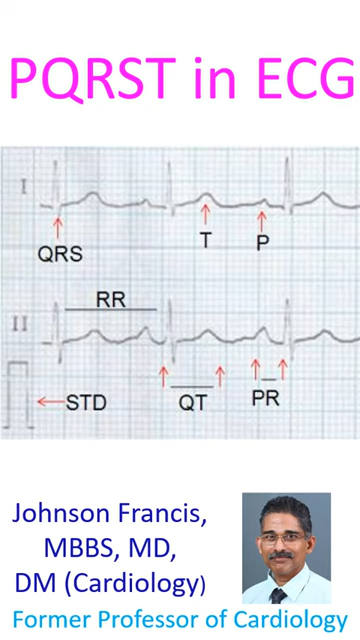 PQRST in ECG
I
QRS
T
P
RR
II
STD
QT
PR
Johnson Francis,
MBBS, MD,
DM (Cardiology)
Former Professor of Cardiology